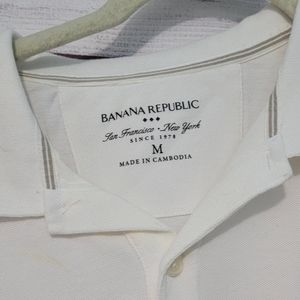 BANANA REPUBLIC
San Francisco • New York
SINCE 1978
M
MADE IN CAMBODIA